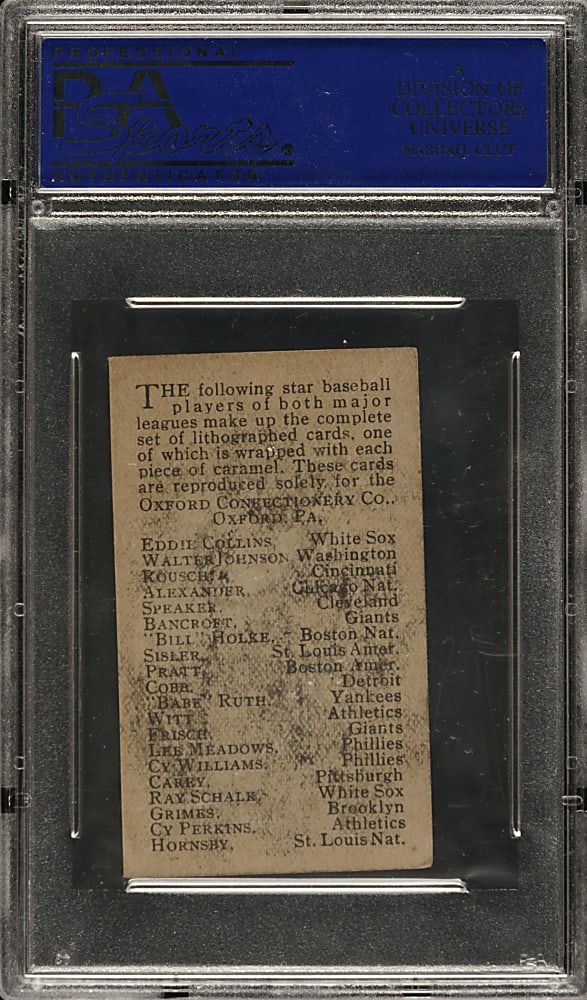 PROFESSIONAL
PSA
Sports ®
AUTHENTICATOR
A
DIVISION OF
COLLECTORS
UNIVERSE
NASDAQ: CLCT
THE following star baseball
players of both major
leagues make up the complete
set of lithographed cards, one
of which is wrapped with each
piece of caramel. These cards
are reproduced solely for the
OXFORD CONFECTIONERY CO.,
OXFORD, PA.
EDDIE COLLINS, White Sox
WALTER JOHNSON, Washington
ROUSCH, Cincinnati
ALEXANDER, Chicago Nat.
SPEAKER, Cleveland
BANCROFT, Giants
"BILL" HOLKE, - Boston Nat.
SISLER, St. Louis Amer.
PRATT, Boston Amer.
COBB, Detroit
"BABE" RUTH, Yankees
WITT, Athletics
FRISCH, Giants
LEE MEADOWS, Phillies
CY WILLIAMS, Phillies
CAREY, Pittsburgh
RAY SCHALK, White Sox
GRIMES, Brooklyn
CY PERKINS, Athletics
HORNSBY, St. Louis Nat.
PSA